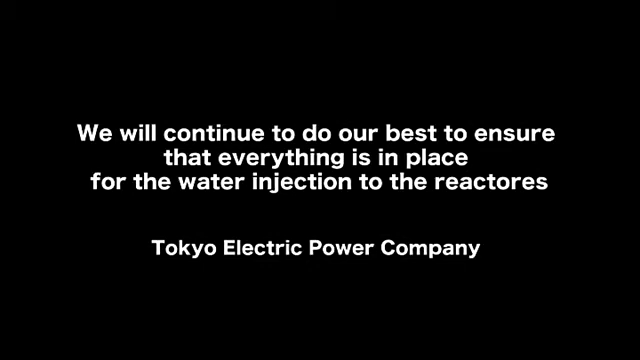 We will continue to do our best to ensure
that everything is in place
for the water injection to the reactores
Tokyo Electric Power Company